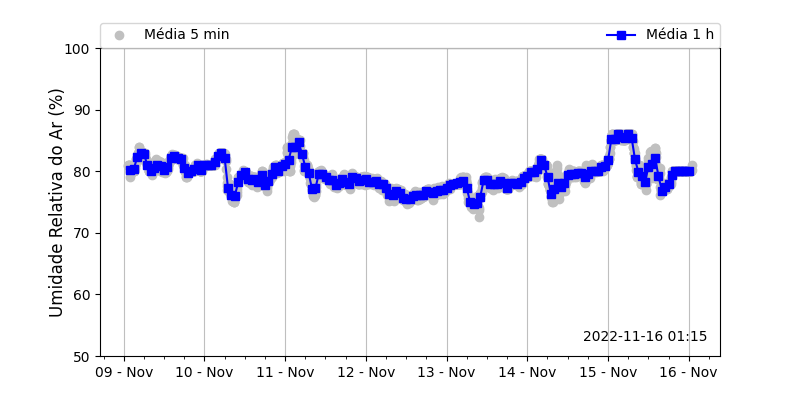 Média 5 min
Média 1 h
Umidade Relativa do Ar (%)
100
90
80
70
60
50
2022-11-16 01:15
09 - Nov
10 - Nov
11 - Nov
12 - Nov
13 - Nov
14 - Nov
15 - Nov
16 - Nov